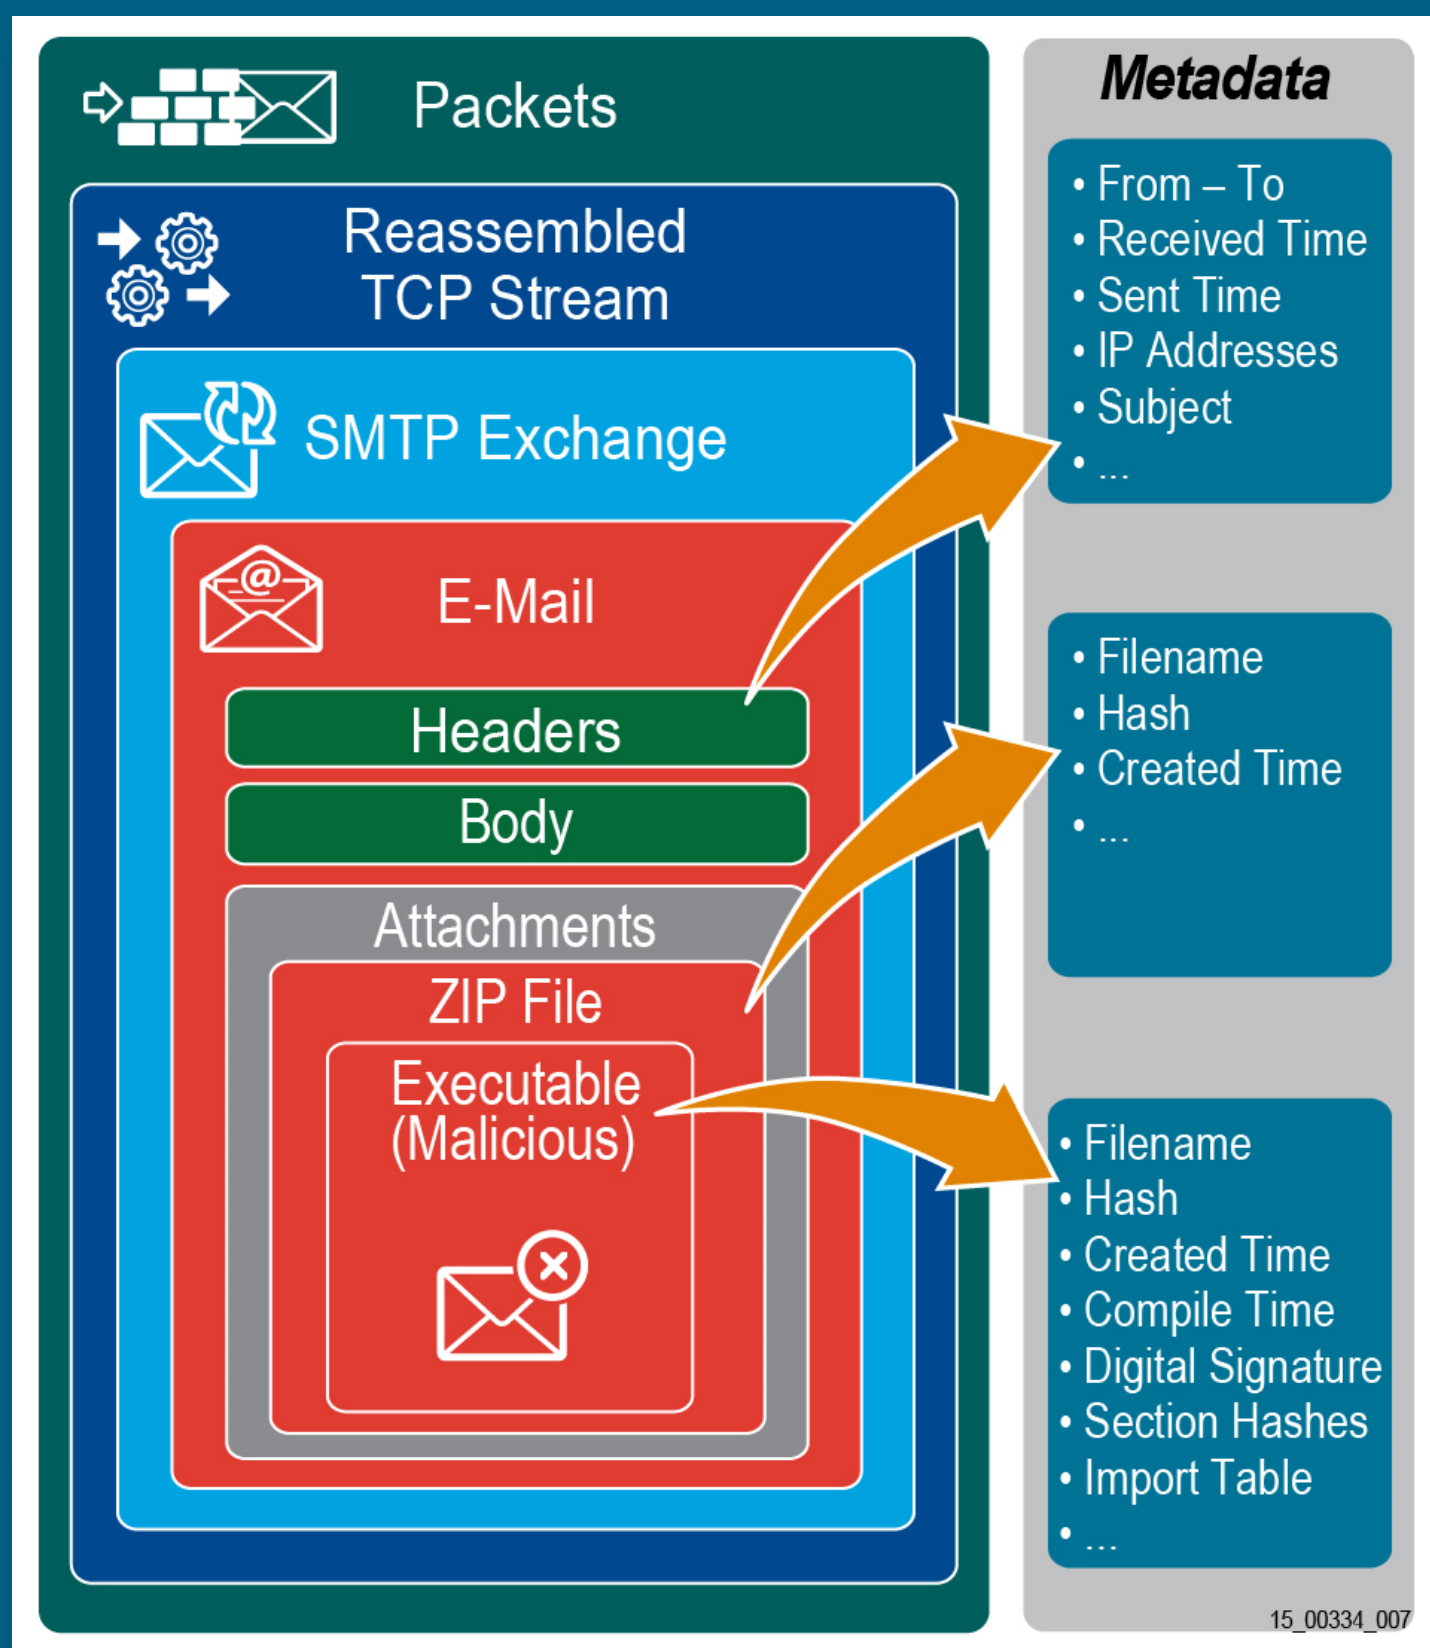 Packets
Reassembled
TCP Stream
SMTP Exchange
@
E-Mail
Headers
Body
Attachments
ZIP File
Executable
(Malicious)
Metadata
• From – To
• Received Time
• Sent Time
• IP Addresses
• Subject
• ...
• Filename
• Hash
• Created Time
• ...
• Filename
• Hash
• Created Time
• Compile Time
• Digital Signature
• Section Hashes
• Import Table
• ...
15_00334_007